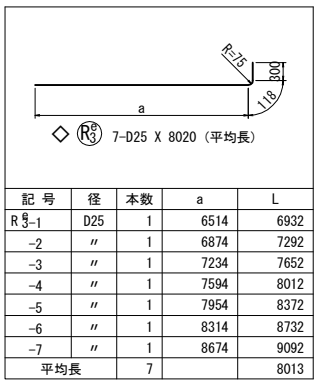 R=75
300
118
a
◇ R e 3 7-D25 X 8020 (平均長)
記 号 径 本数 a L
R e 3-1 D25 1 6514 6932
-2 〃 1 6874 7292
-3 〃 1 7234 7652
-4 〃 1 7594 8012
-5 〃 1 7954 8372
-6 〃 1 8314 8732
-7 〃 1 8674 9092
平均長 7 8013